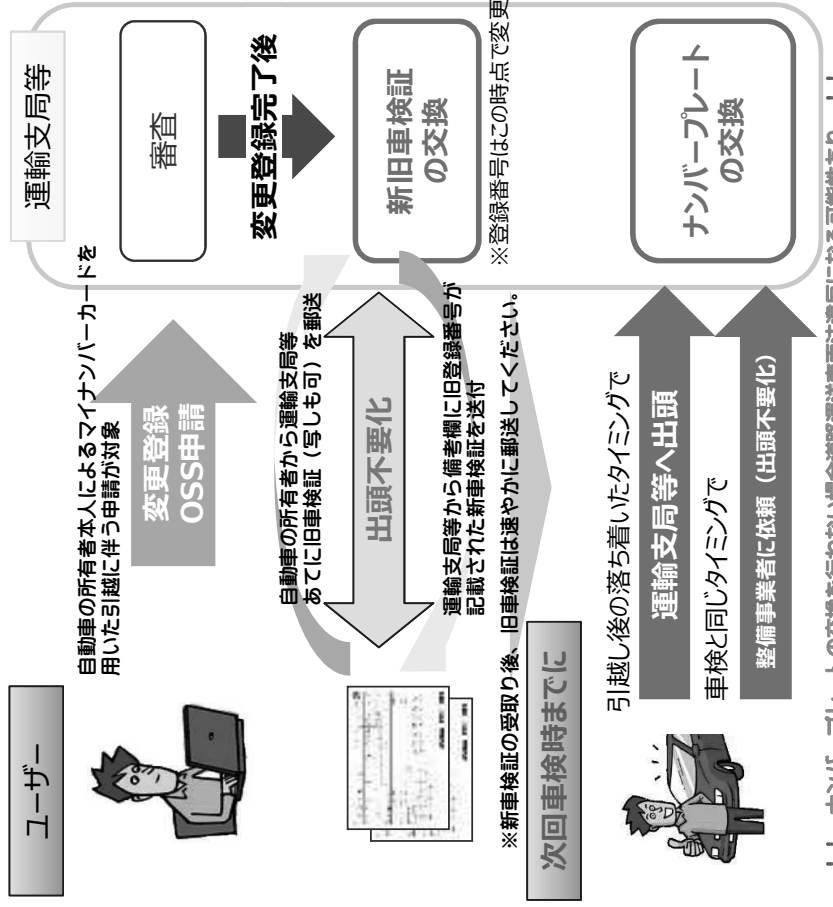 ユーザー
運輸支局等
自動車の所有者本人によるマイナンバーカードを
用いた引越に伴う申請が対象
変更登録
OSS申請
審査
変更登録完了後
自動車の所有者から運輸支局等
あてに旧車検証（写しも可）を郵送
出頭不要化
運輸支局等から備考欄に旧登録番号が
記載された新車検証を送付
※新車検証の受取り後、旧車検証は速やかに郵送してください。
新旧車検証
の交換
※登録番号はこの時点で変更
次回車検時までに
引越し後の落ち着いたタイミングで
運輸支局等へ出頭
車検と同じタイミングで
整備事業者に依頼（出頭不要化）
ナンバープレート
の交換